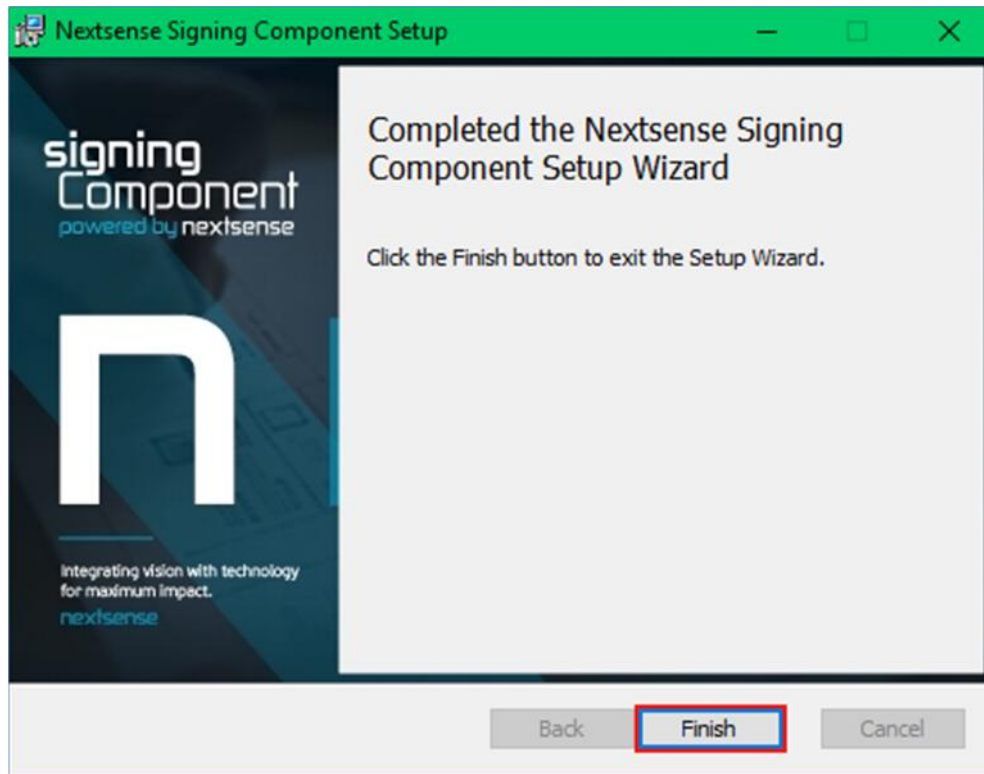 Nextsense Signing Component Setup
signing
Component
powered by nextsense
Completed the Nextsense Signing
Component Setup Wizard
Click the Finish button to exit the Setup Wizard.
n
Integrating vision with technology
for maximum impact.
nextsense
Back
Finish
Cancel